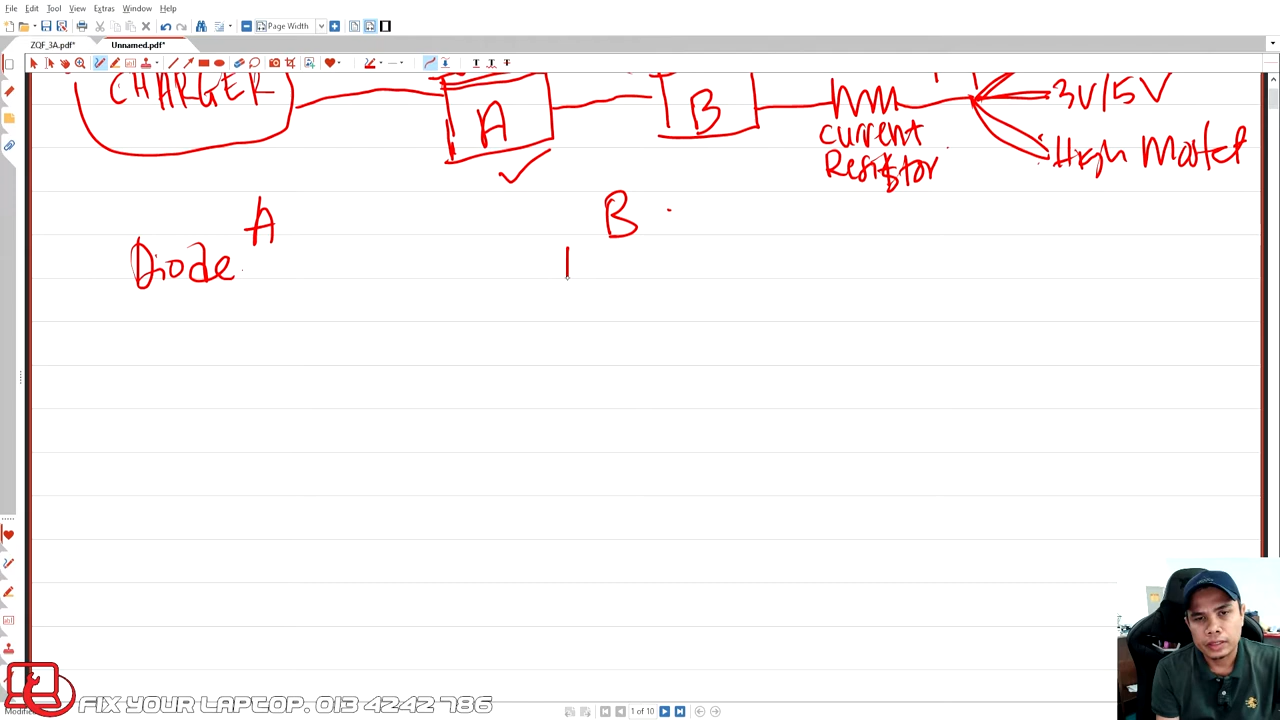 File Edit Tool View Extras Window Help
Page Width
ZQF_3A.pdf* Unnamed.pdf*
CHARGER
A
B
3V/5V
current
Resistor
High Mosfet
A
B
Diode
1 of 10
FIX YOUR LAPTOP. 013 4242 786